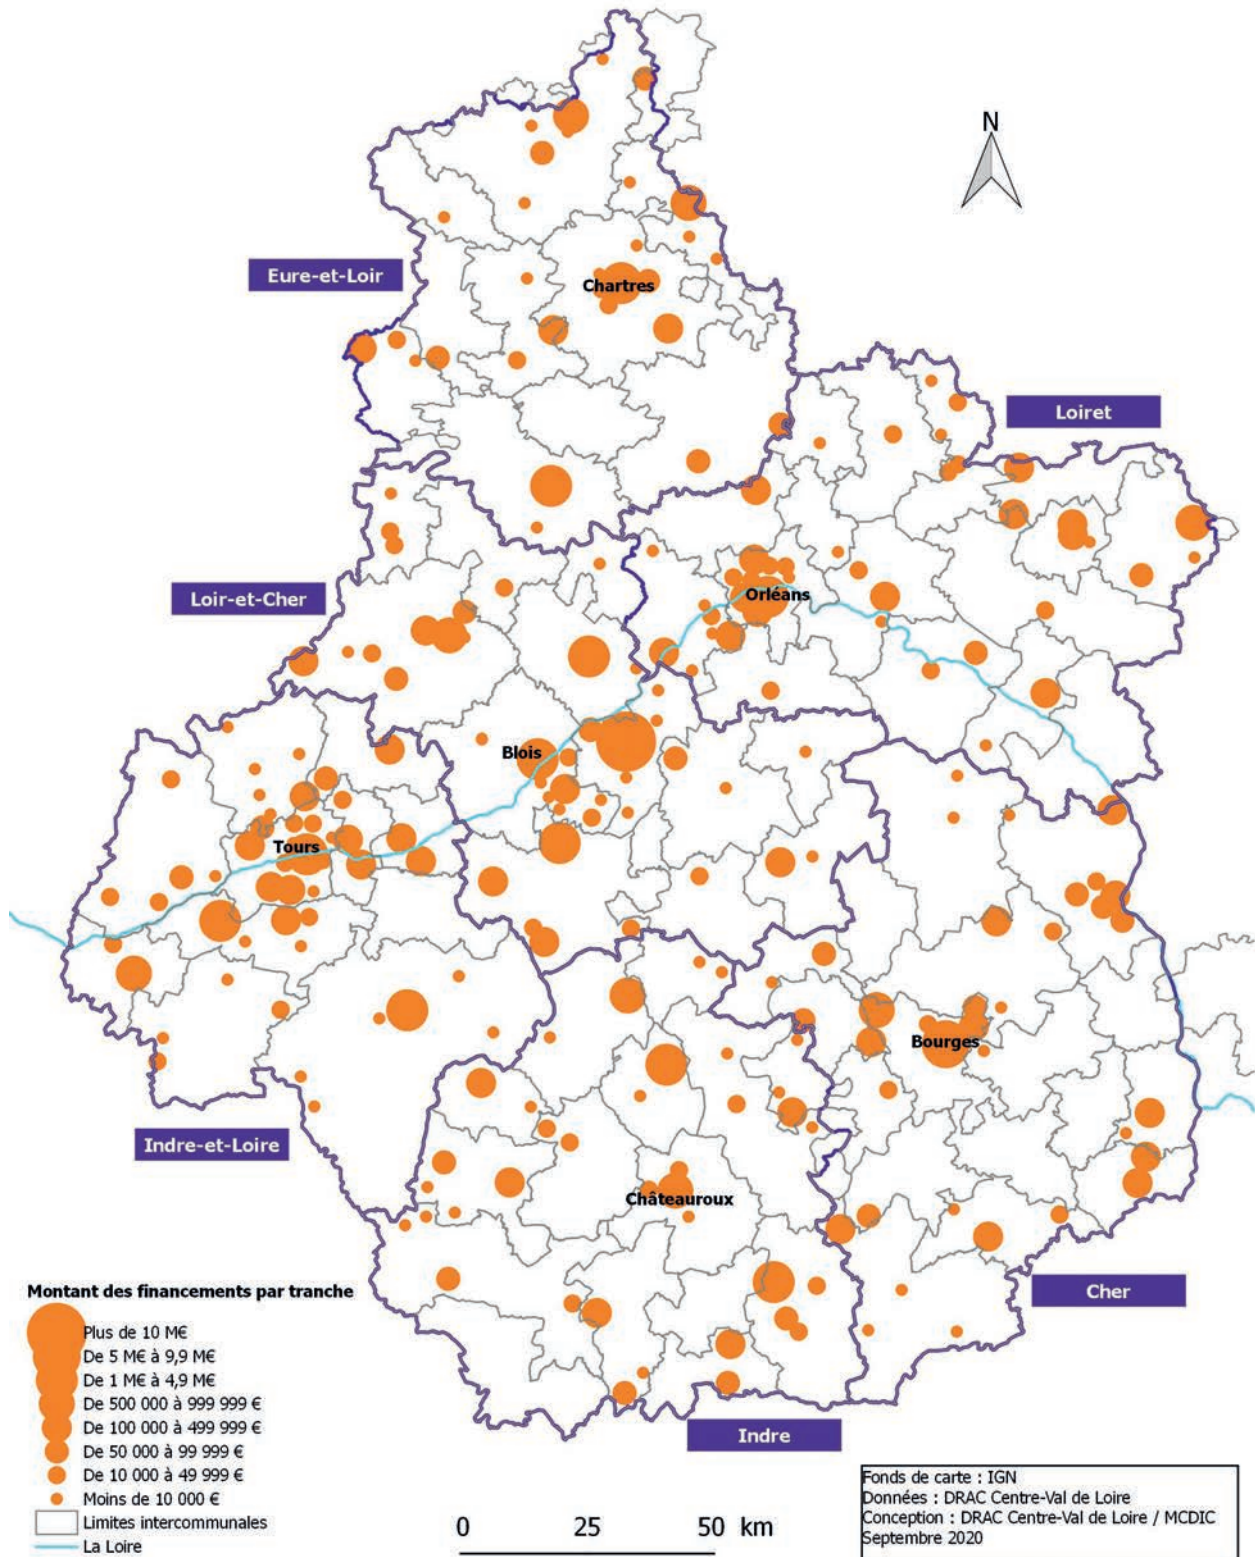 N
Eure-et-Loir
Chartres
Loiret
Loir-et-Cher
Orléans
Blois
Tours
Bourges
Indre-et-Loire
Châteauroux
Cher
Indre
Montant des financements par tranche
Plus de 10 M€
De 5 M€ à 9,9 M€
De 1 M€ à 4,9 M€
De 500 000 à 999 999 €
De 100 000 à 499 999 €
De 50 000 à 99 999 €
De 10 000 à 49 999 €
Moins de 10 000 €
Limites intercommunales
La Loire
0 25 50 km
Fonds de carte : IGN
Données : DRAC Centre-Val de Loire
Conception : DRAC Centre-Val de Loire / MCDIC
Septembre 2020